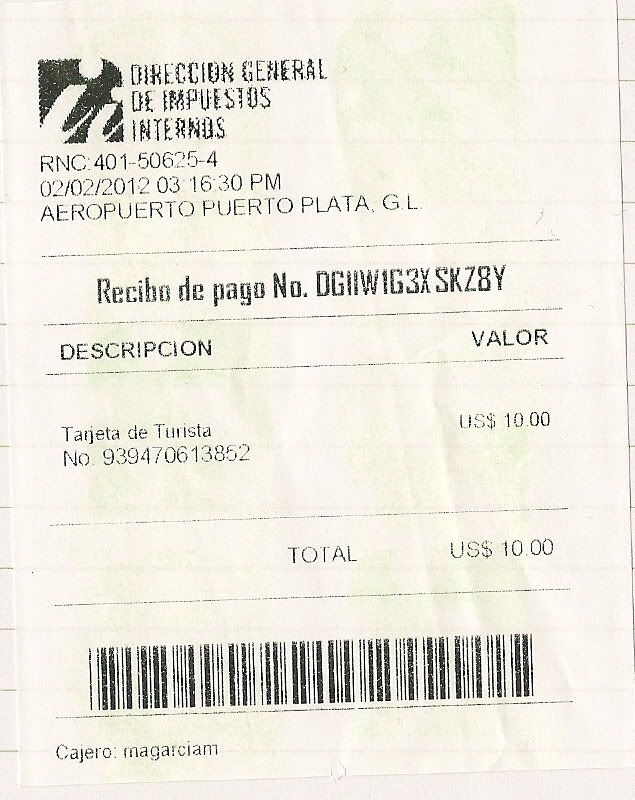 DIRECCION GENERAL
DE IMPUESTOS
INTERNOS
RNC:401-50625-4
02/02/2012 03:16:30 PM
AEROPUERTO PUERTO PLATA, G.L.
Recibo de pago No. DGIIW1G3XSKZ8Y
DESCRIPCION VALOR
Tarjeta de Turista US$ 10.00
No. 939470613852
TOTAL US$ 10.00
Cajero: magarciam